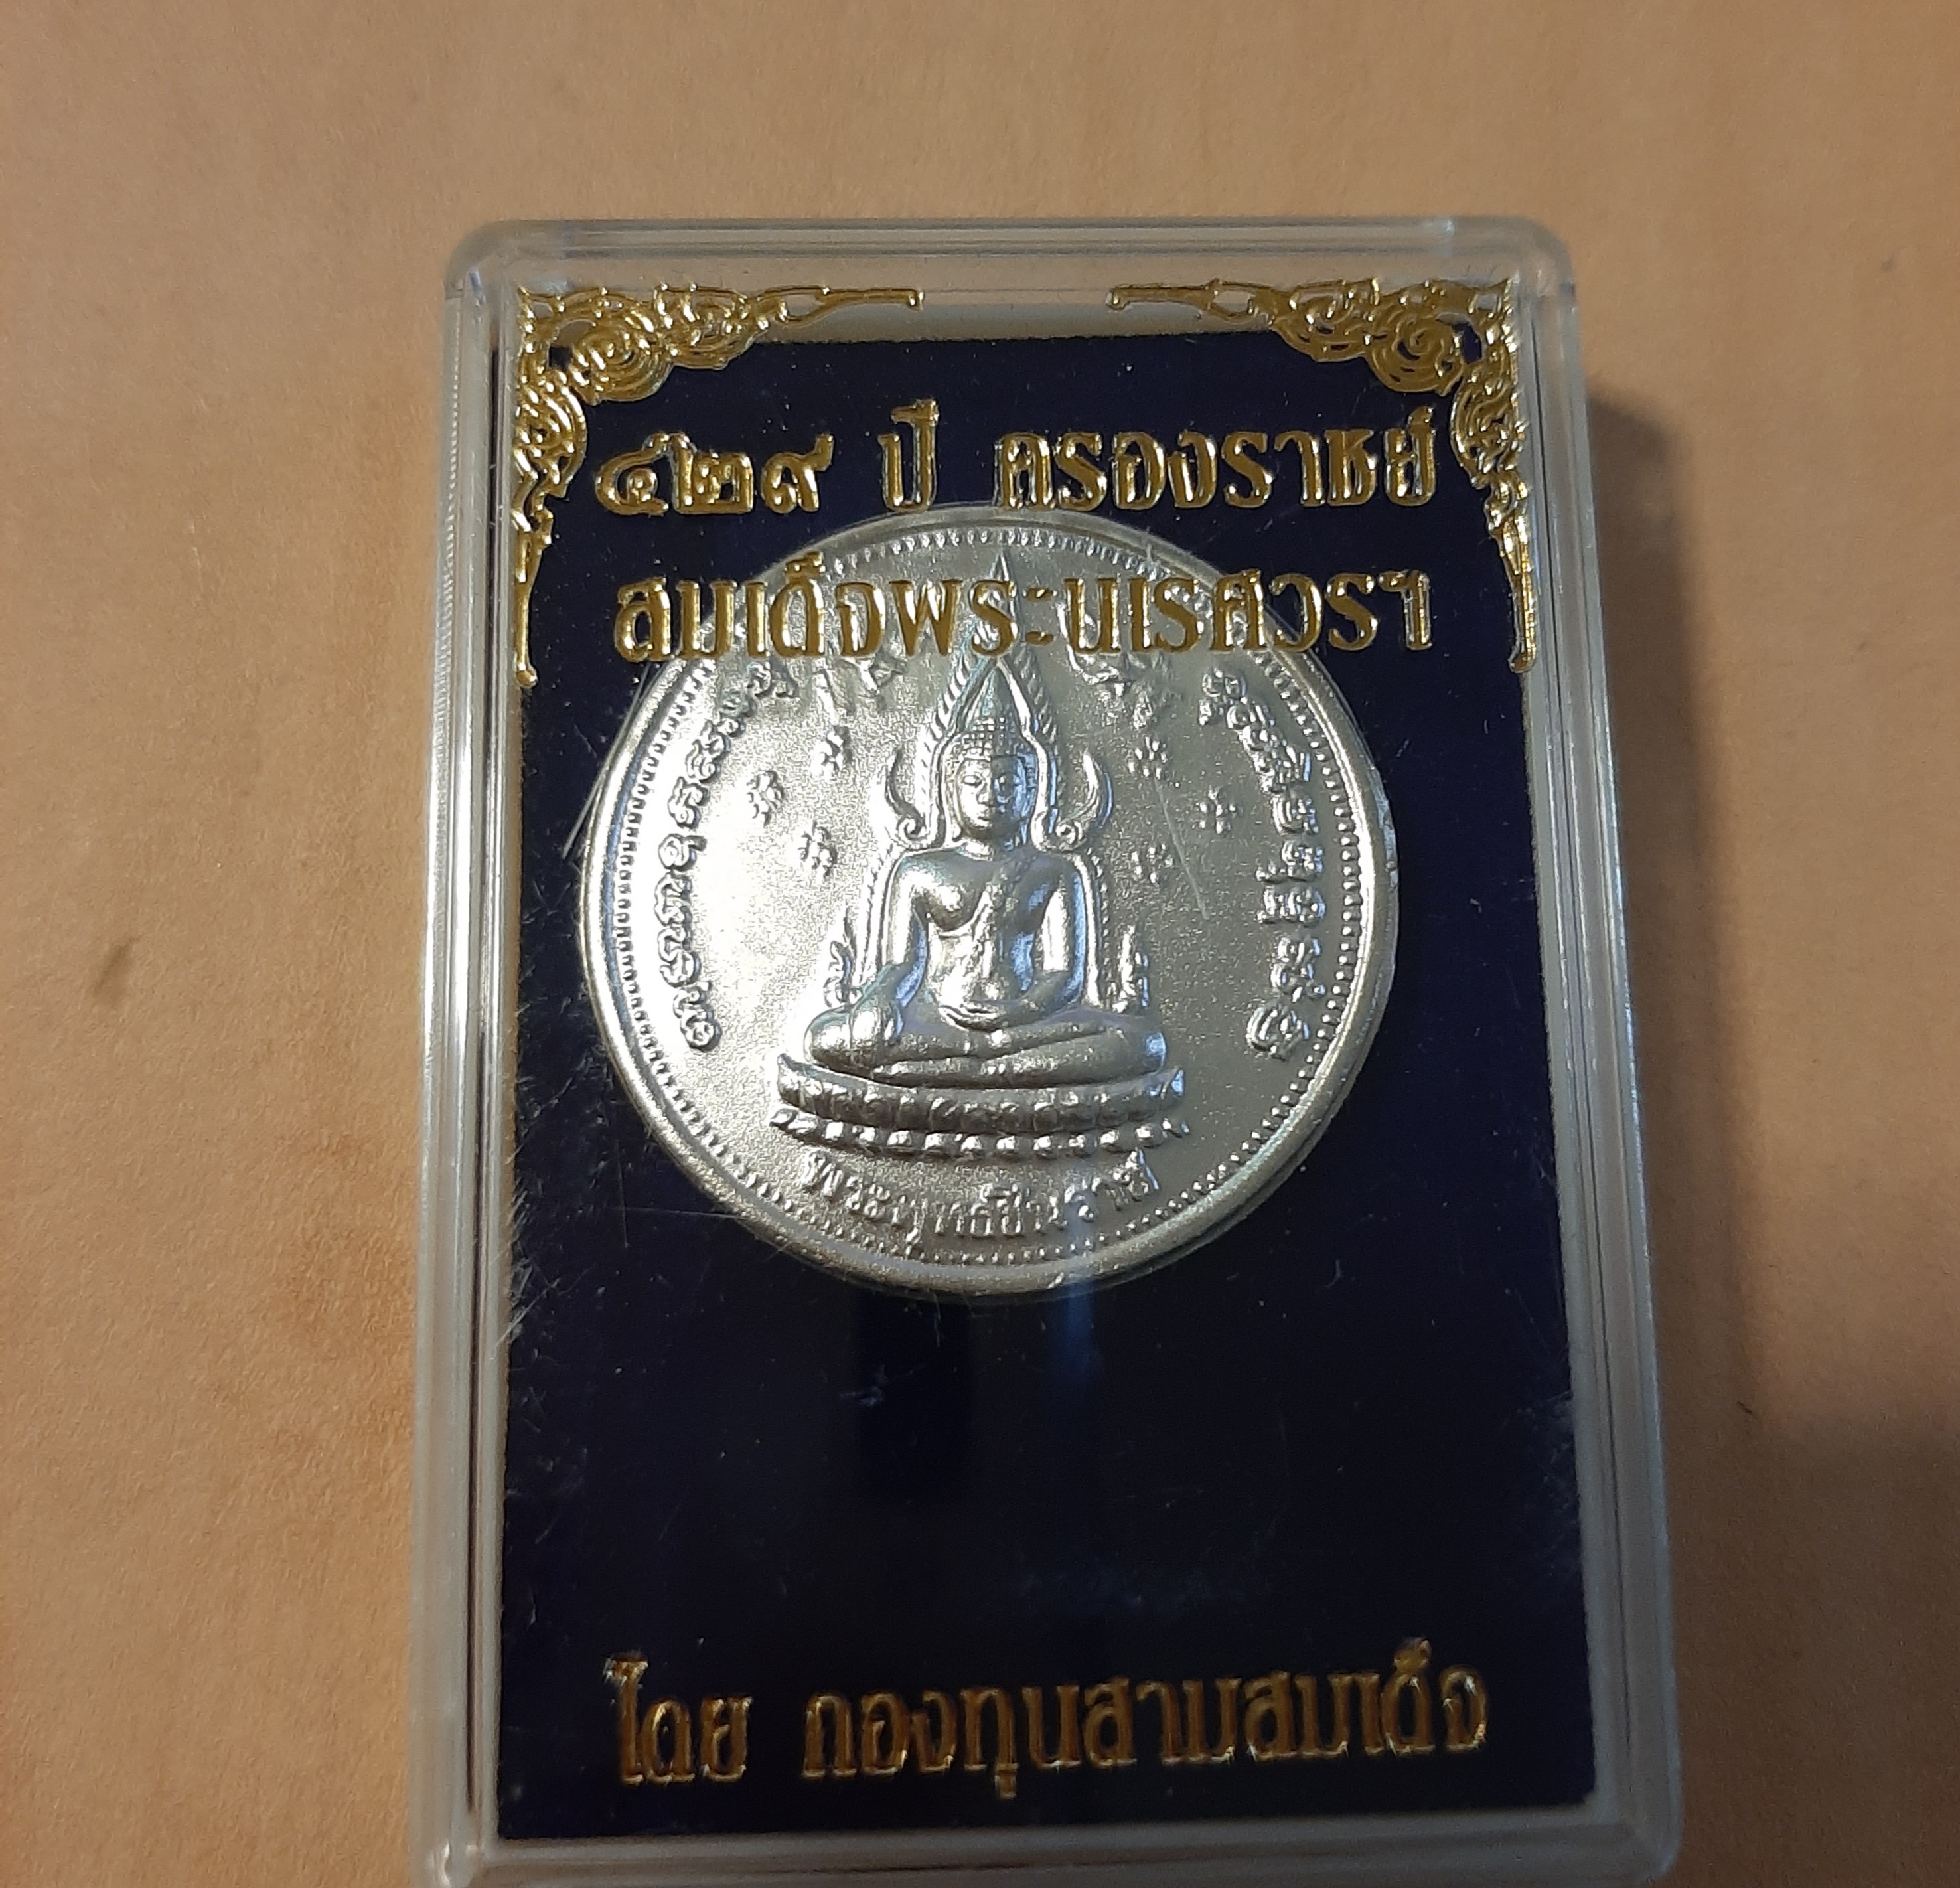 ๔๒๙ ปี ครองราชย์
สมเด็จพระนเรศวรฯ
พระพุทธชินราช
โดย กองทุนสามสมเด็จ